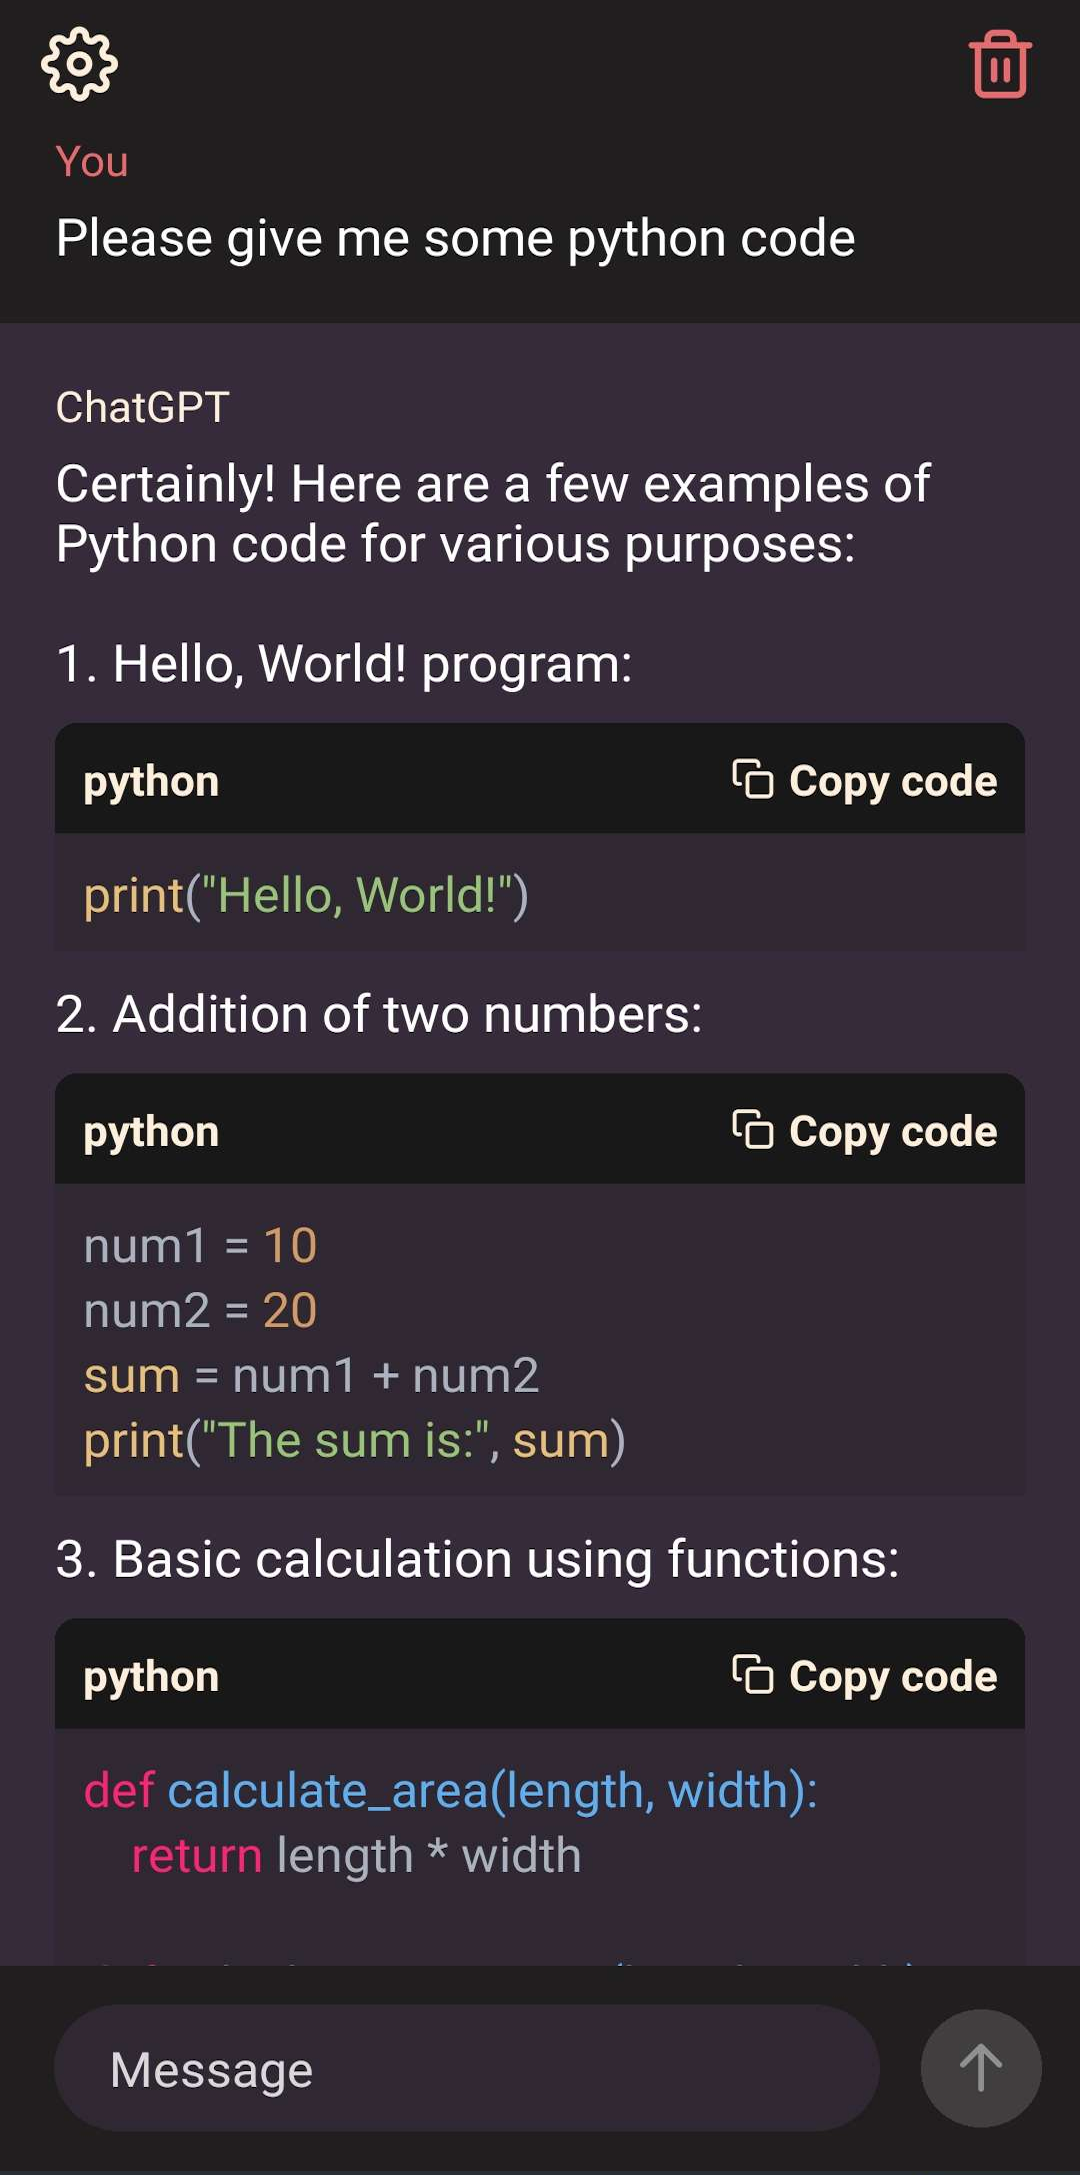 You
Please give me some python code
ChatGPT
Certainly! Here are a few examples of
Python code for various purposes:
1. Hello, World! program:
python Copy code
print("Hello, World!")
2. Addition of two numbers:
python Copy code
num1 = 10
num2 = 20
sum = num1 + num2
print("The sum is:", sum)
3. Basic calculation using functions:
python Copy code
def calculate_area(length, width):
    return length * width
Message